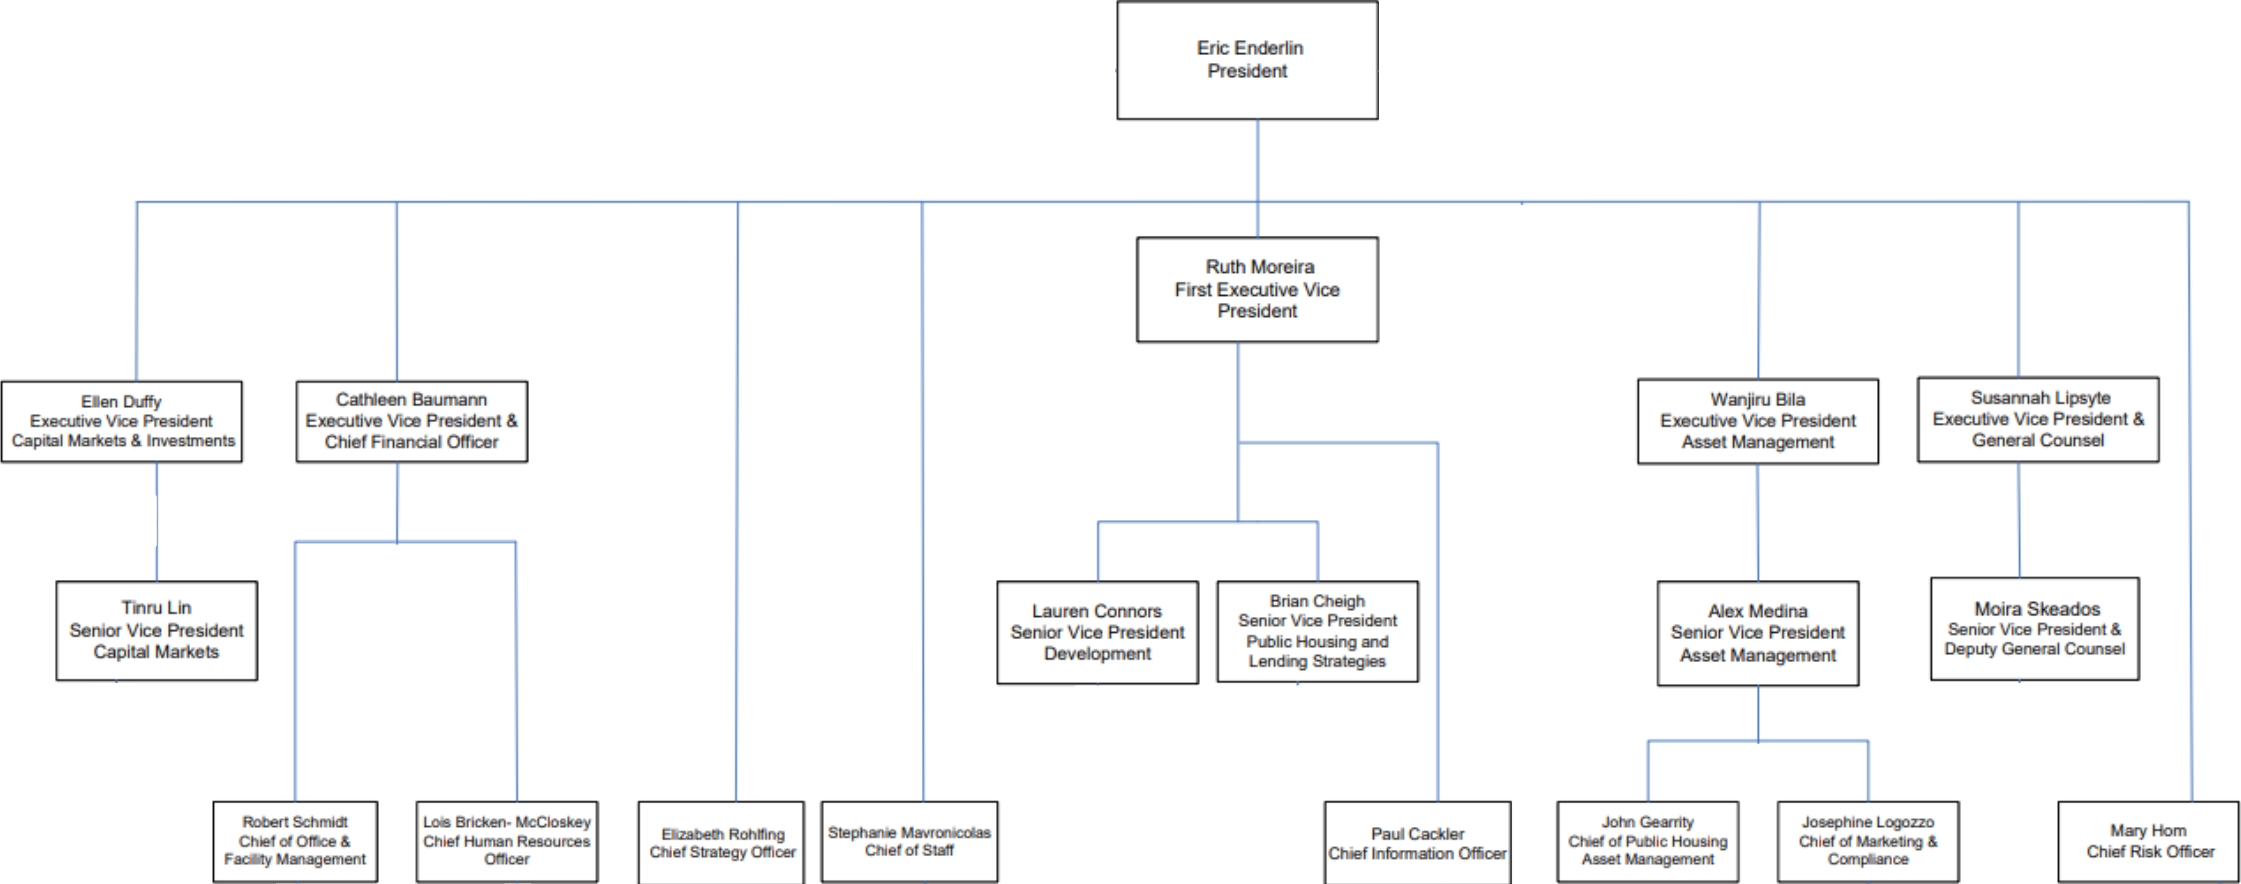 Eric Enderlin
President
Ruth Moreira
First Executive Vice
President
Ellen Duffy
Executive Vice President
Capital Markets & Investments
Cathleen Baumann
Executive Vice President &
Chief Financial Officer
Wanjiru Bila
Executive Vice President
Asset Management
Susannah Lipsyte
Executive Vice President &
General Counsel
Tinru Lin
Senior Vice President
Capital Markets
Lauren Connors
Senior Vice President
Development
Brian Cheigh
Senior Vice President
Public Housing and
Lending Strategies
Alex Medina
Senior Vice President
Asset Management
Moira Skeados
Senior Vice President &
Deputy General Counsel
Robert Schmidt
Chief of Office &
Facility Management
Lois Bricken- McCloskey
Chief Human Resources
Officer
Elizabeth Rohlfing
Chief Strategy Officer
Stephanie Mavronicolas
Chief of Staff
Paul Cackler
Chief Information Officer
John Gearrity
Chief of Public Housing
Asset Management
Josephine Logozzo
Chief of Marketing &
Compliance
Mary Hom
Chief Risk Officer